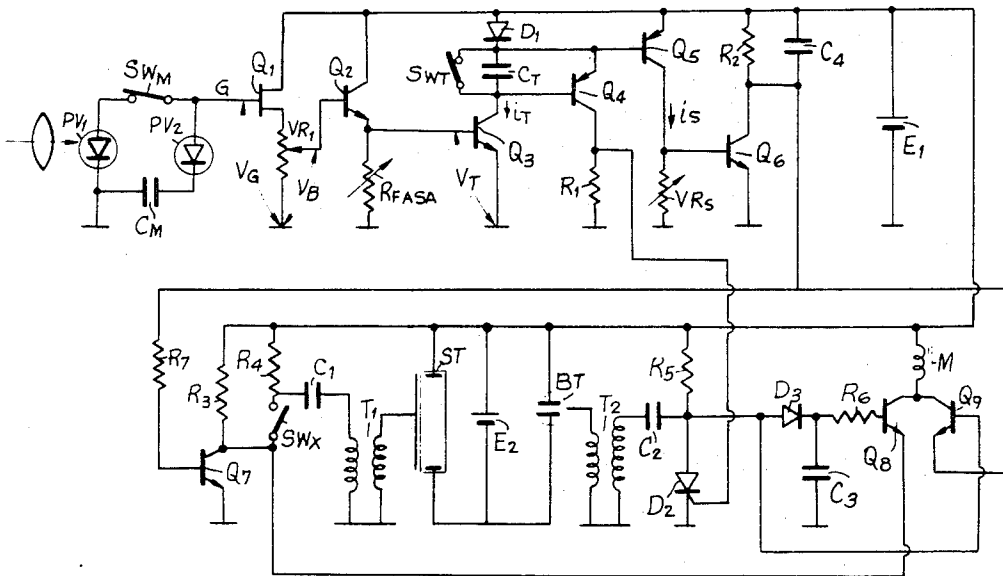 D1
SWM
Q1
Q2
SWT
CT
Q5
R2
C4
G
Q4
PV1
PV2
VR1
iT
iS
Q3
Q6
E1
VG
VB
RFASA
VT
R1
VRS
CM
R7
R4
C1
ST
BT
R5
M
R3
T1
T2
D3
R6
Q9
SWX
E2
C2
Q7
D2
C3
Q8